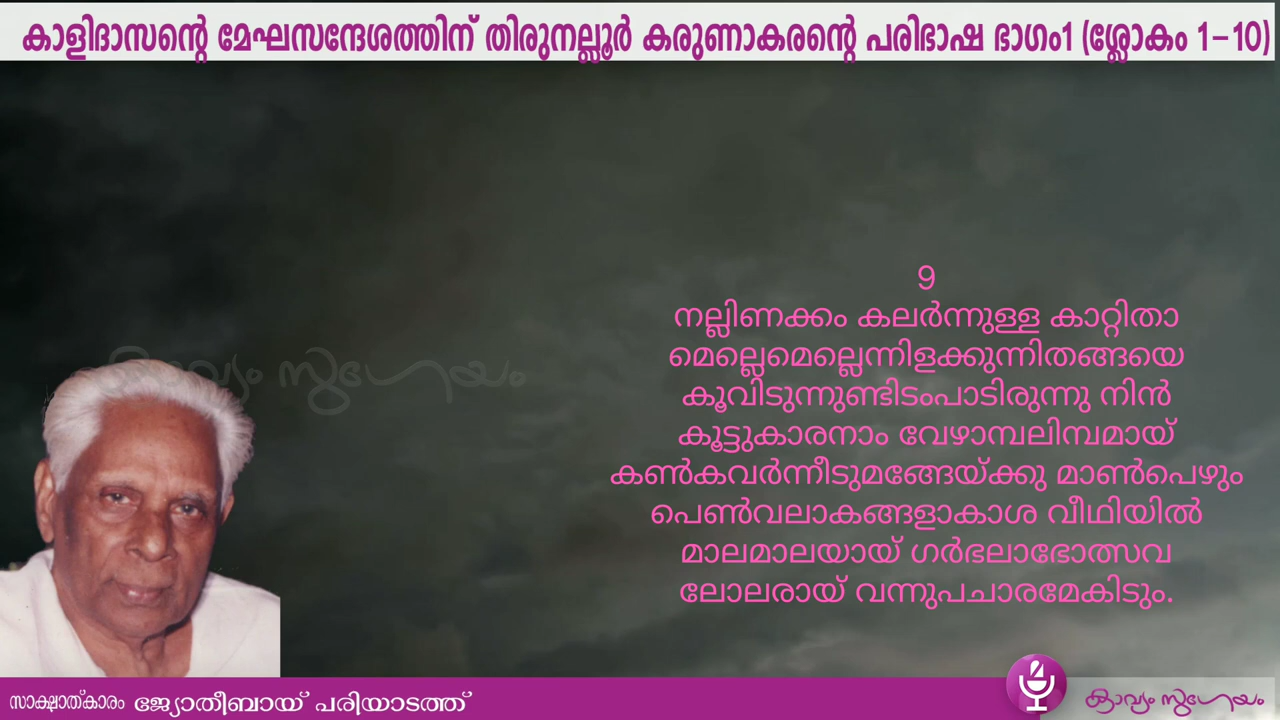 കാളിദാസന്റെ മേഘസന്ദേശത്തിന് തിരുനല്ലൂർ കരുണാകരന്റെ പരിഭാഷ ഭാഗം1 (ശ്ലോകം 1-10)
9
നല്ലിണക്കം കലർന്നുള്ള കാറ്റിതാ
മെല്ലെമെല്ലെന്നിളക്കുന്നിതങ്ങയെ
കൂവിടുന്നുണ്ടിടംപാടിരുന്നു നിൻ
കൂട്ടുകാരനാം വേഴാമ്പലിമ്പമായ്
കൺകവർന്നീടുമങ്ങേയ്ക്കു മാൺപെഴും
പെൺവലാകങ്ങളാകാശ വീഥിയിൽ
മാലമാലയായ് ഗർഭലാഭോത്സവ
ലോലരായ് വന്നുപചാരമേകിടും.
കാവ്യം സുഗേയം
സാക്ഷാത്കാരം ജ്യോതീബായ് പരിയാടത്ത്
കാവ്യം സുഗേയം